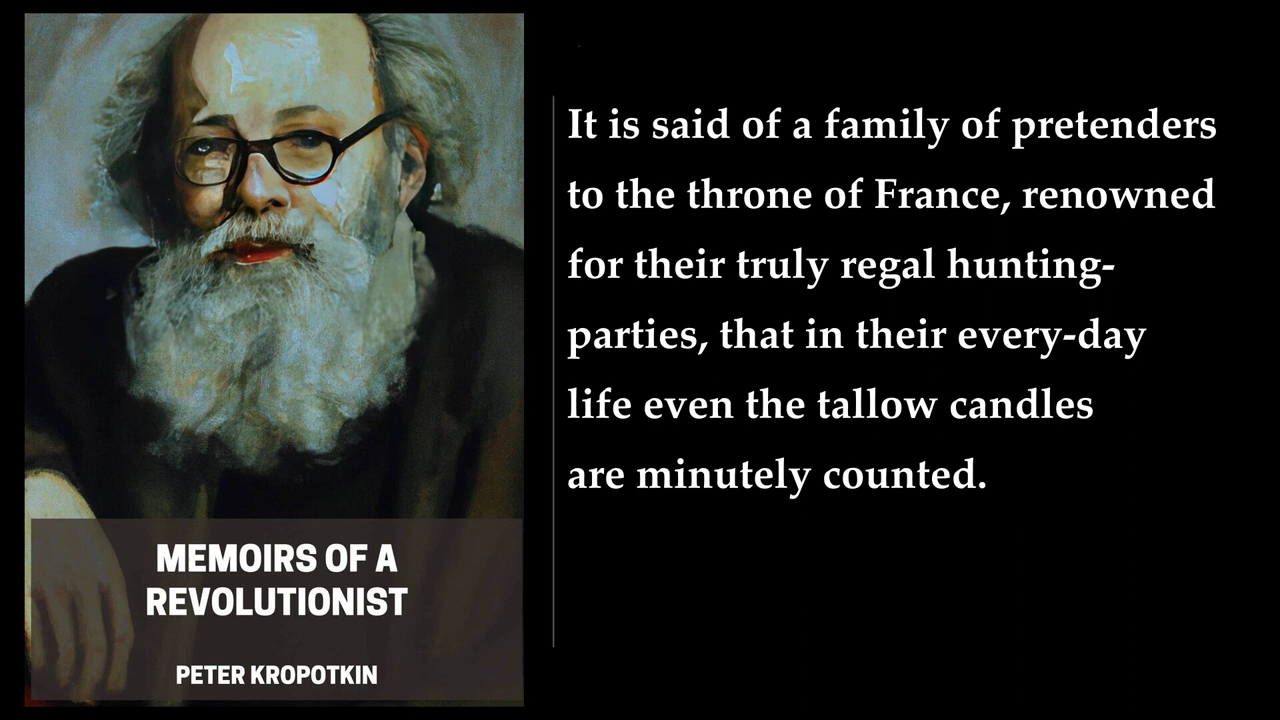 It is said of a family of pretenders
to the throne of France, renowned
for their truly regal hunting-
parties, that in their every-day
life even the tallow candles
are minutely counted.
MEMOIRS OF A
REVOLUTIONIST
PETER KROPOTKIN